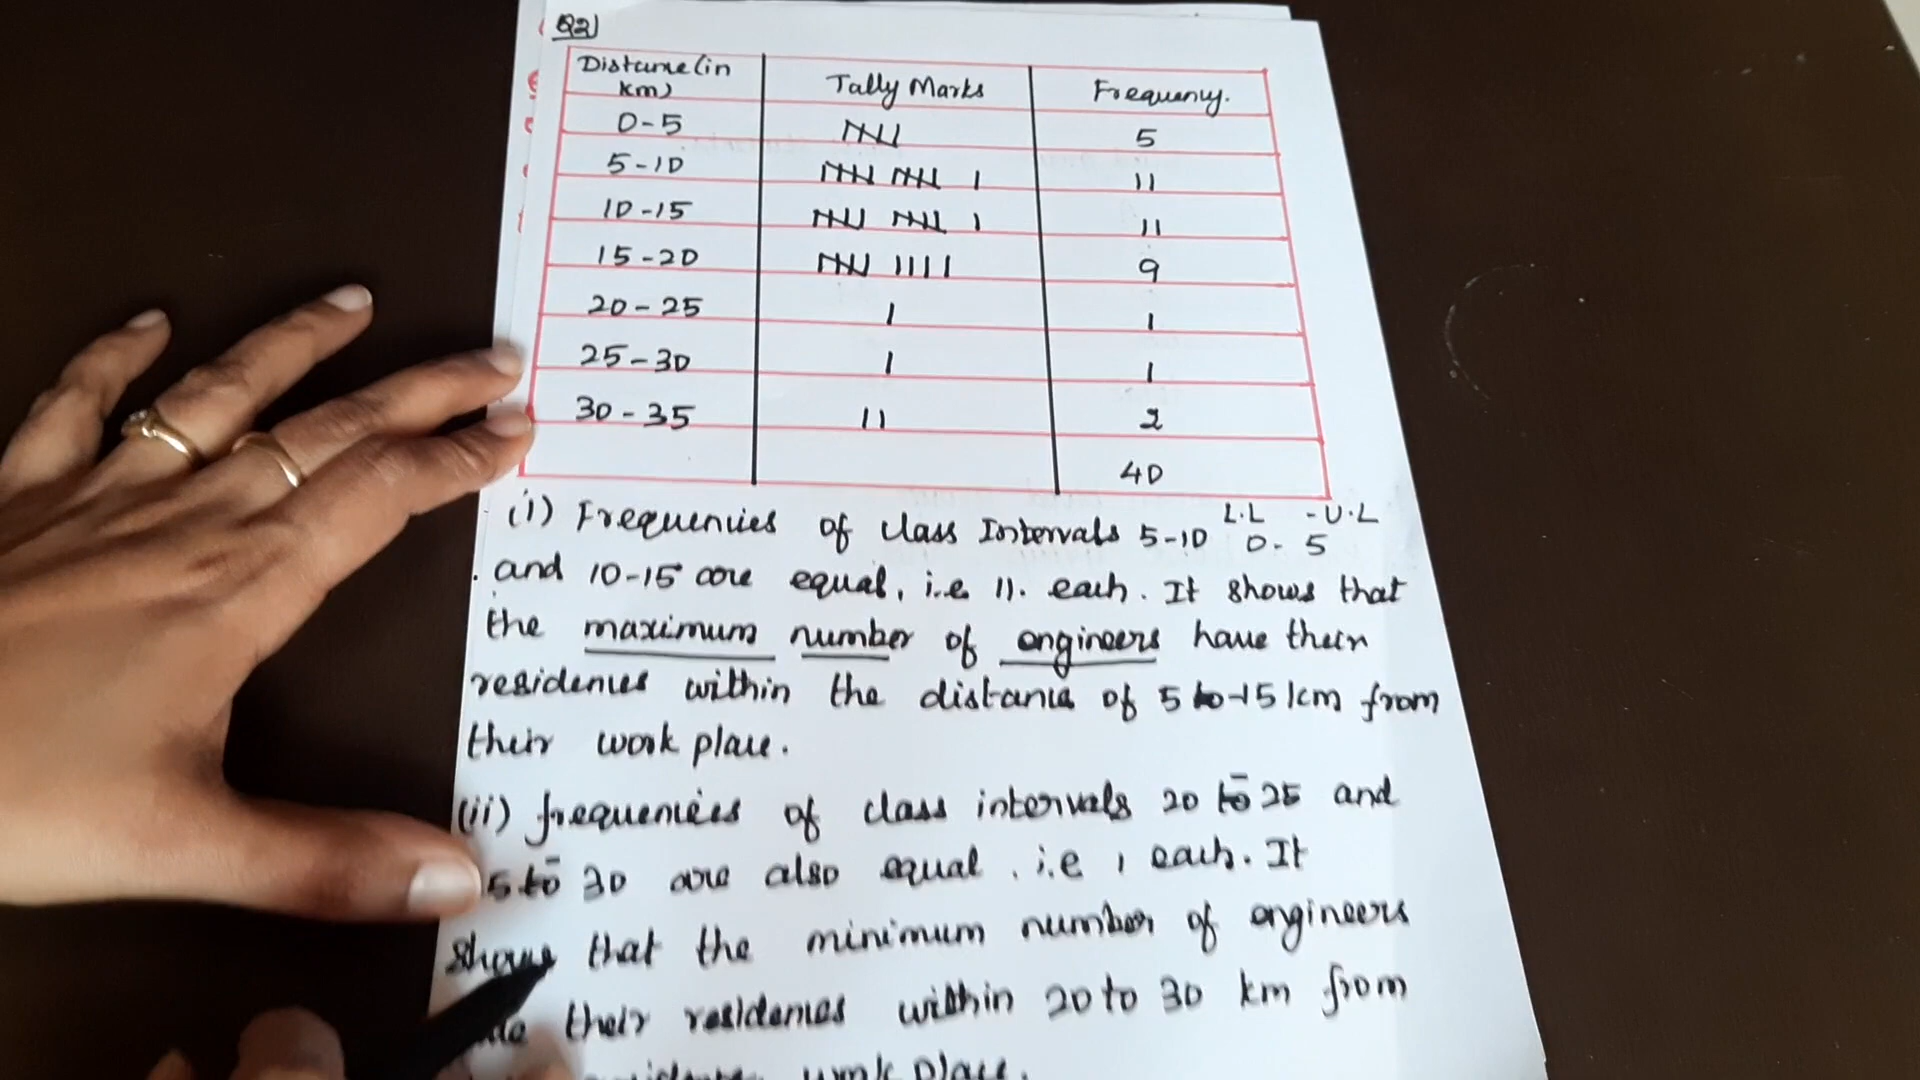 Q2)
Distance (in km) Tally Marks Frequency.
0-5 5
5-10 11
10-15 11
15-20 9
20-25 1
25-30 1
30-35 2
40
(i) Frequencies of class Intervals 5-10 L.L - U.L
0 - 5
and 10-15 are equal, i.e 11. each. It shows that
the maximum number of engineers have their
residences within the distance of 5 to 15 km from
their work place.
(ii) frequencies of class intervals 20 to 25 and
5 to 30 are also equal. i.e 1 each. It
shows that the minimum number of engineers
their residences within 20 to 30 km from
work place.